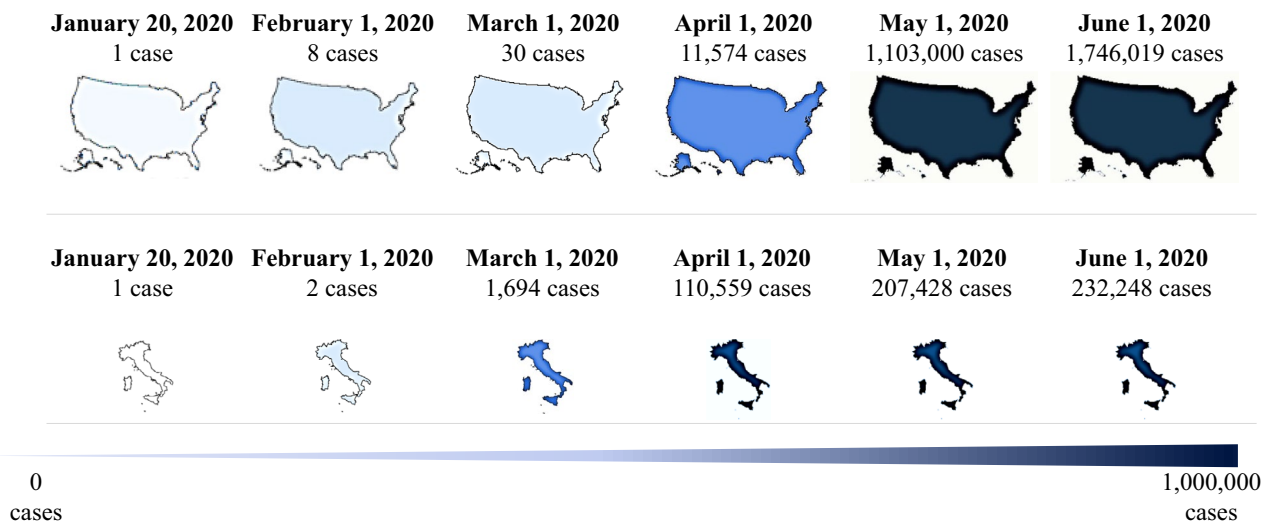 January 20, 2020 February 1, 2020 March 1, 2020 April 1, 2020 May 1, 2020 June 1, 2020
1 case 8 cases 30 cases 11,574 cases 1,103,000 cases 1,746,019 cases
January 20, 2020 February 1, 2020 March 1, 2020 April 1, 2020 May 1, 2020 June 1, 2020
1 case 2 cases 1,694 cases 110,559 cases 207,428 cases 232,248 cases
0 1,000,000
cases cases